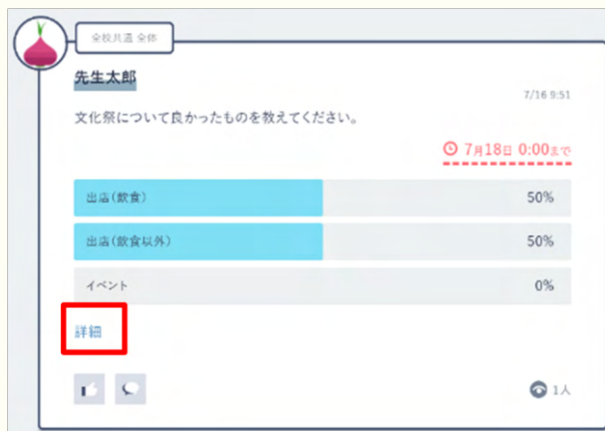 全校共通 全体
先生太郎
7/16 9:51
文化祭について良かったものを教えてください。
7月18日 0:00まで
出店(飲食) 50%
出店(飲食以外) 50%
イベント 0%
詳細
1人